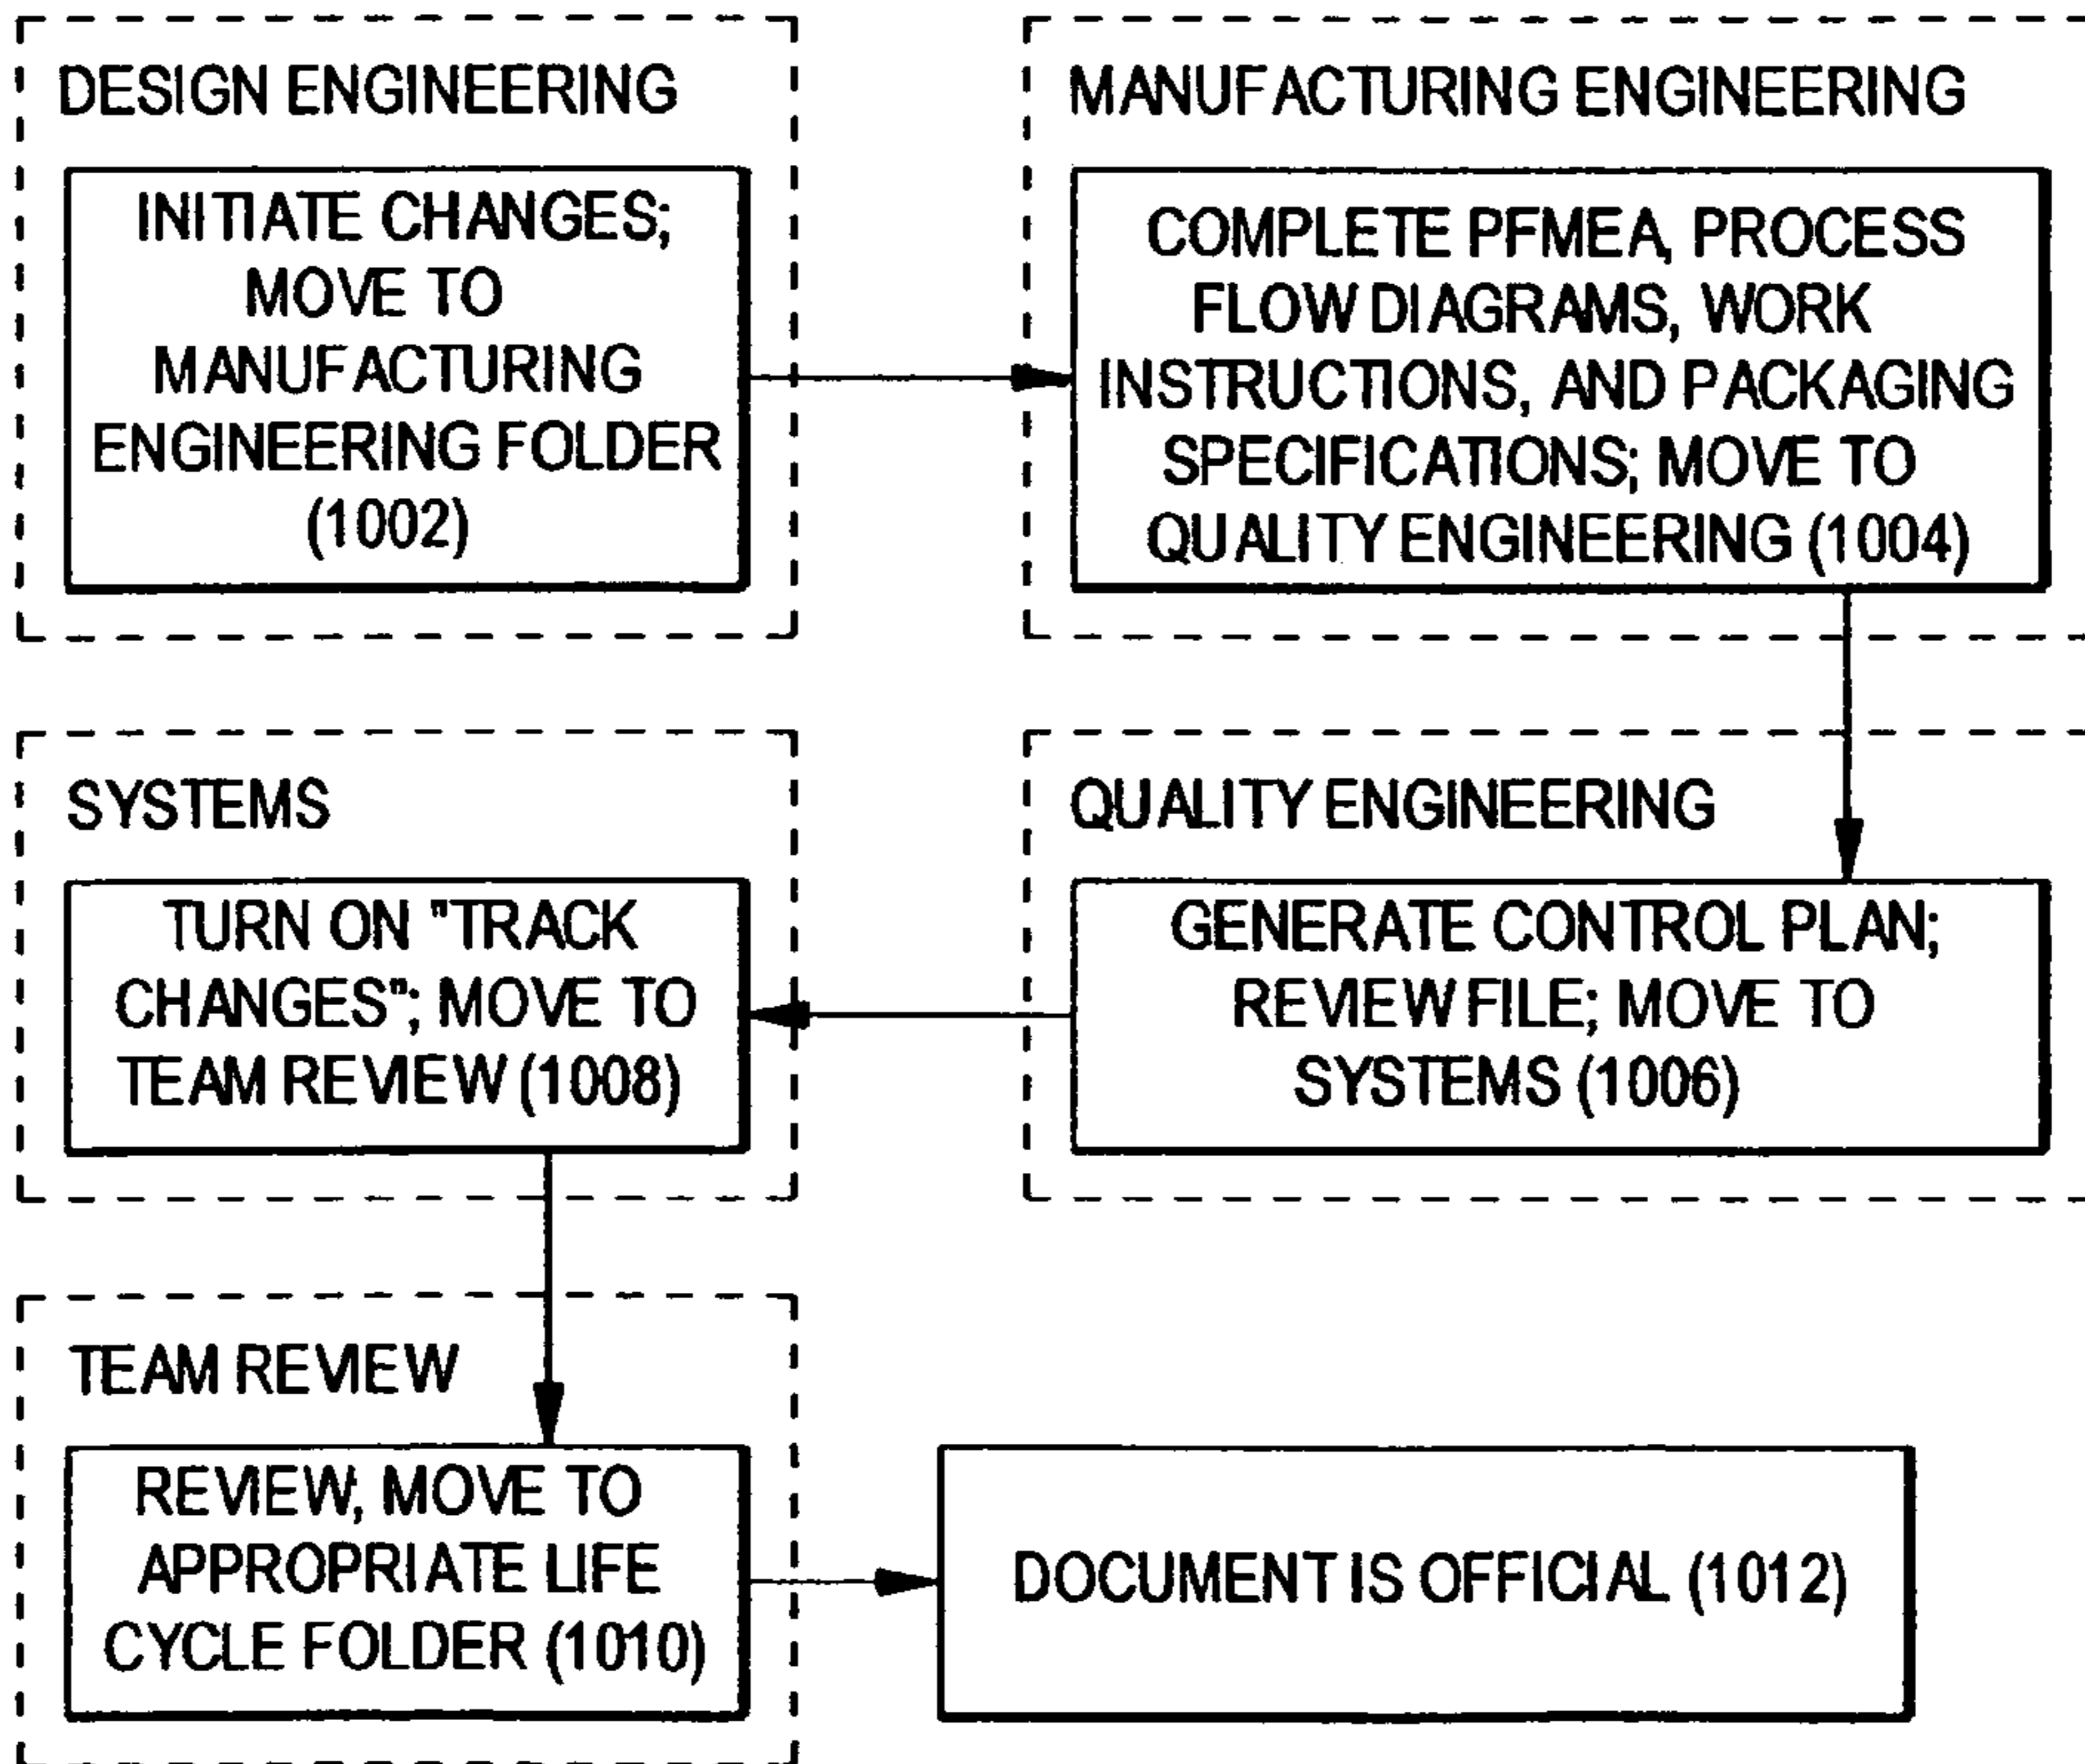 DESIGN ENGINEERING
INITIATE CHANGES;
MOVE TO
MANUFACTURING
ENGINEERING FOLDER
(1002)
MANUFACTURING ENGINEERING
COMPLETE PFMEA, PROCESS
FLOW DIAGRAMS, WORK
INSTRUCTIONS, AND PACKAGING
SPECIFICATIONS; MOVE TO
QUALITY ENGINEERING (1004)
QUALITY ENGINEERING
GENERATE CONTROL PLAN;
REVIEW FILE; MOVE TO
SYSTEMS (1006)
SYSTEMS
TURN ON "TRACK
CHANGES"; MOVE TO
TEAM REVIEW (1008)
TEAM REVIEW
REVIEW, MOVE TO
APPROPRIATE LIFE
CYCLE FOLDER (1010)
DOCUMENT IS OFFICIAL (1012)